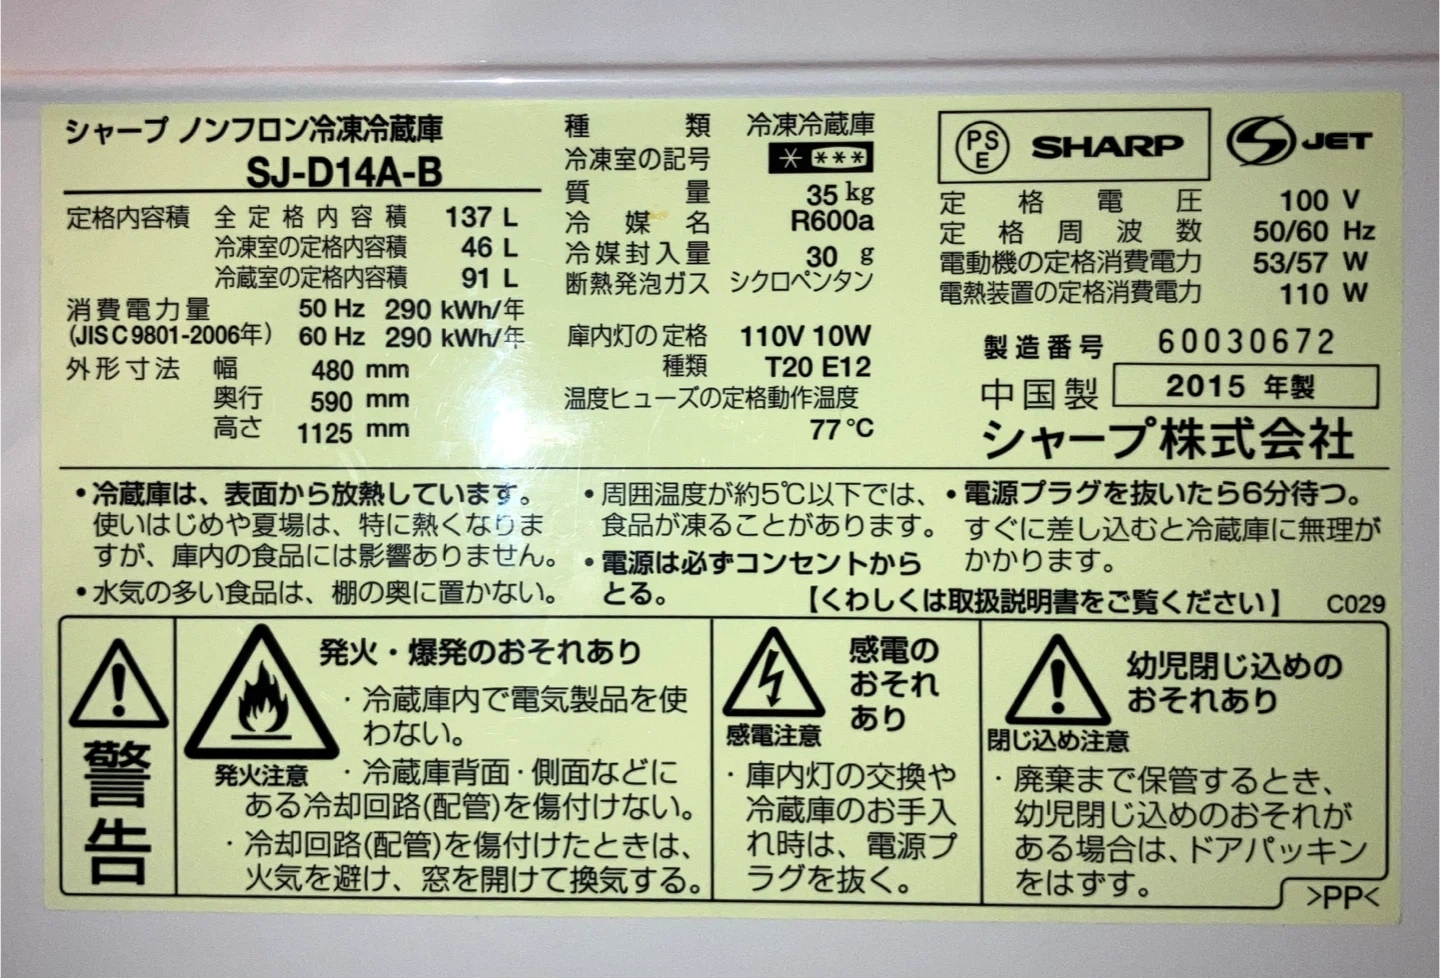 シャープ ノンフロン冷凍冷蔵庫
SJ-D14A-B
定格内容積 全定格内容積 137 L
冷凍室の定格内容積 46 L
冷蔵室の定格内容積 91 L
消費電力量 50 Hz 290 kWh/年
(JIS C 9801-2006年) 60 Hz 290 kWh/年
外形寸法 幅 480 mm
奥行 590 mm
高さ 1125 mm
種類 冷凍冷蔵庫
冷凍室の記号 * ***
質量 35 kg
冷媒名 R600a
冷媒封入量 30 g
断熱発泡ガス シクロペンタン
庫内灯の定格 110V 10W
種類 T20 E12
温度ヒューズの定格動作温度
77℃
PSE SHARP S-JET
定格電圧 100 V
定格周波数 50/60 Hz
電動機の定格消費電力 53/57 W
電熱装置の定格消費電力 110 W
製造番号 60030672
中国製 2015 年製
シャープ株式会社
・冷蔵庫は、表面から放熱しています。
使いはじめや夏場は、特に熱くなりま
すが、庫内の食品には影響ありません。
・水気の多い食品は、棚の奥に置かない。
・周囲温度が約5℃以下では、
食品が凍ることがあります。
・電源は必ずコンセントから
とる。
・電源プラグを抜いたら6分待つ。
すぐに差し込むと冷蔵庫に無理が
かかります。
【くわしくは取扱説明書をご覧ください】 C029
警告
発火注意
発火・爆発のおそれあり
・冷蔵庫内で電気製品を使
わない。
・冷蔵庫背面・側面などに
ある冷却回路(配管)を傷付けない。
・冷却回路(配管)を傷付けたときは、
火気を避け、窓を開けて換気する。
感電注意
感電の
おそれ
あり
・庫内灯の交換や
冷蔵庫のお手入
れ時は、電源プ
ラグを抜く。
閉じ込め注意
幼児閉じ込めの
おそれあり
・廃棄まで保管するとき、
幼児閉じ込めのおそれが
ある場合は、ドアパッキン
をはずす。
>PP<